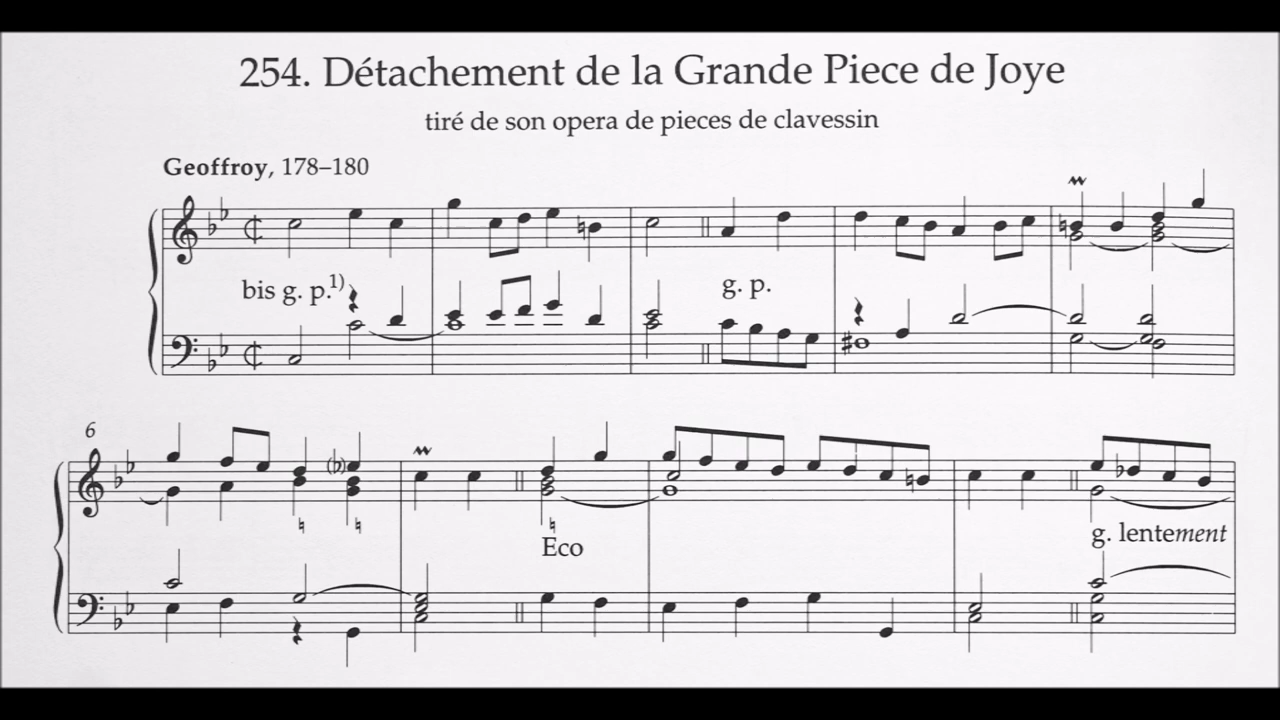 254. Détachement de la Grande Piece de Joye
tiré de son opera de pieces de clavessin
Geoffroy, 178–180
bis g. p.1)
g. p.
6
Eco
g. lentement